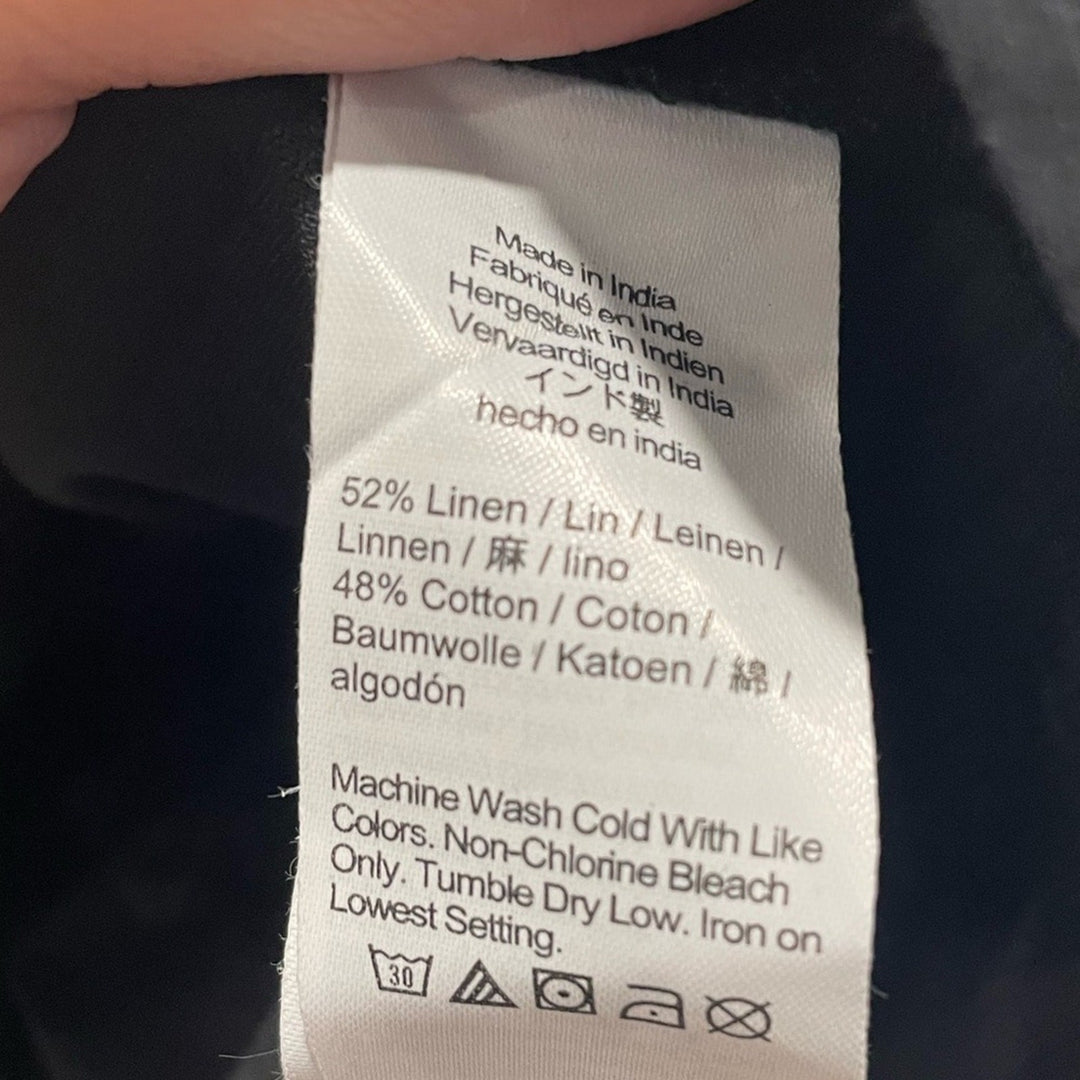 Made in India
Fabriqué en Inde
Hergestellt in Indien
Vervaardigd in India
インド製
hecho en india
52% Linen / Lin / Leinen /
Linnen / 麻 / lino
48% Cotton / Coton /
Baumwolle / Katoen / 綿 /
algodón
Machine Wash Cold With Like
Colors. Non-Chlorine Bleach
Only. Tumble Dry Low. Iron on
Lowest Setting.
30